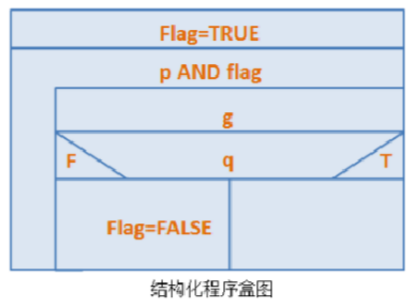 Flag=TRUE
p AND flag
g
F q T
Flag=FALSE
结构化程序盒图